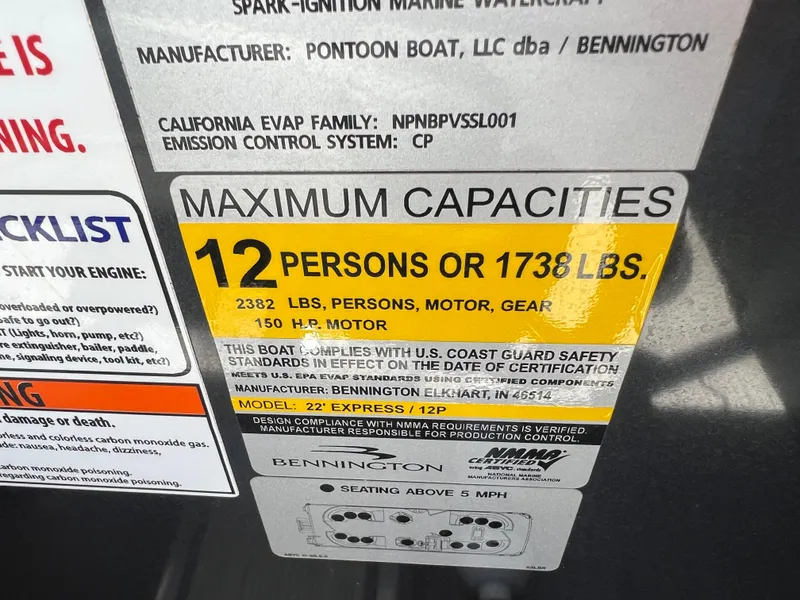 SPARK-IGNITION MARINE WATERCRAFT
MANUFACTURER: PONTOON BOAT, LLC dba / BENNINGTON
CALIFORNIA EVAP FAMILY: NPNBPVSSL001
EMISSION CONTROL SYSTEM: CP
E IS
NING.
CKLIST
START YOUR ENGINE:
overloaded or overpowered?)
safe to go out?)
T (Lights, horn, pump, etc?)
re extinguisher, bailer, paddle,
ne, signaling device, tool kit, etc?)
NG
damage or death.
orless and colorless carbon monoxide gas.
de: nausea, headache, dizziness,
carbon monoxide poisoning.
regarding carbon monoxide poisoning.
MAXIMUM CAPACITIES
12 PERSONS OR 1738 LBS.
2382 LBS, PERSONS, MOTOR, GEAR
150 H.P. MOTOR
THIS BOAT COMPLIES WITH U.S. COAST GUARD SAFETY
STANDARDS IN EFFECT ON THE DATE OF CERTIFICATION
MEETS U.S. EPA EVAP STANDARDS USING CERTIFIED COMPONENTS
MANUFACTURER: BENNINGTON ELKHART, IN 46514
MODEL: 22' EXPRESS / 12P
DESIGN COMPLIANCE WITH NMMA REQUIREMENTS IS VERIFIED.
MANUFACTURER RESPONSIBLE FOR PRODUCTION CONTROL.
BENNINGTON
NMMA
CERTIFIED
using ABYC standards
NATIONAL MARINE
MANUFACTURERS ASSOCIATION
SEATING ABOVE 5 MPH